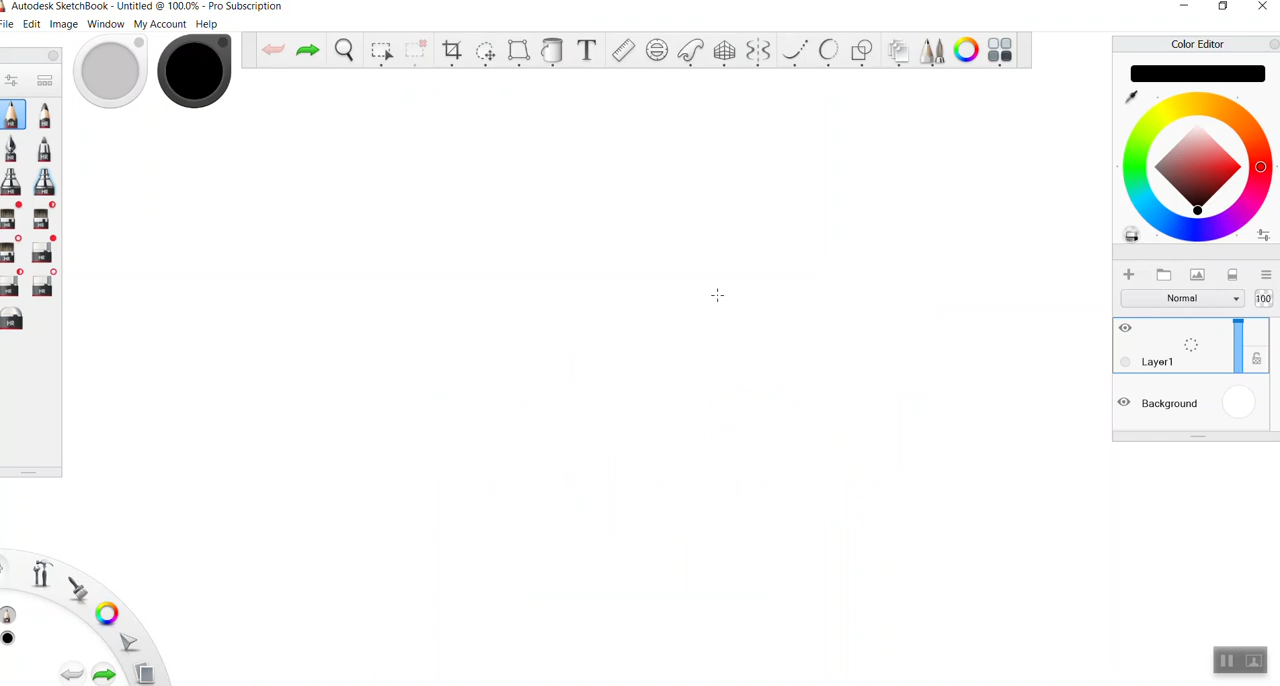 Autodesk SketchBook - Untitled @ 100.0% - Pro Subscription
File Edit Image Window My Account Help
T
Color Editor
Normal 100
Layer1
Background